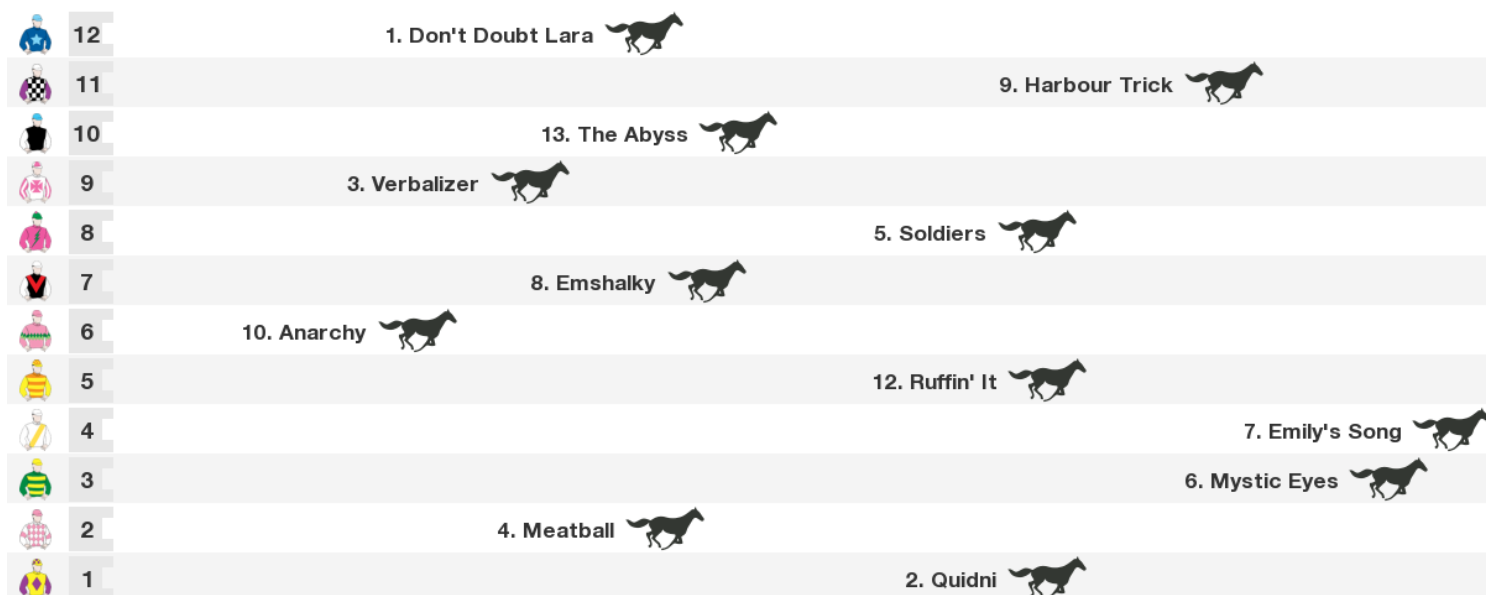 12 1. Don't Doubt Lara
11 9. Harbour Trick
10 13. The Abyss
9 3. Verbalizer
8 5. Soldiers
7 8. Emshalky
6 10. Anarchy
5 12. Ruffin' It
4 7. Emily's Song
3 6. Mystic Eyes
2 4. Meatball
1 2. Quidni